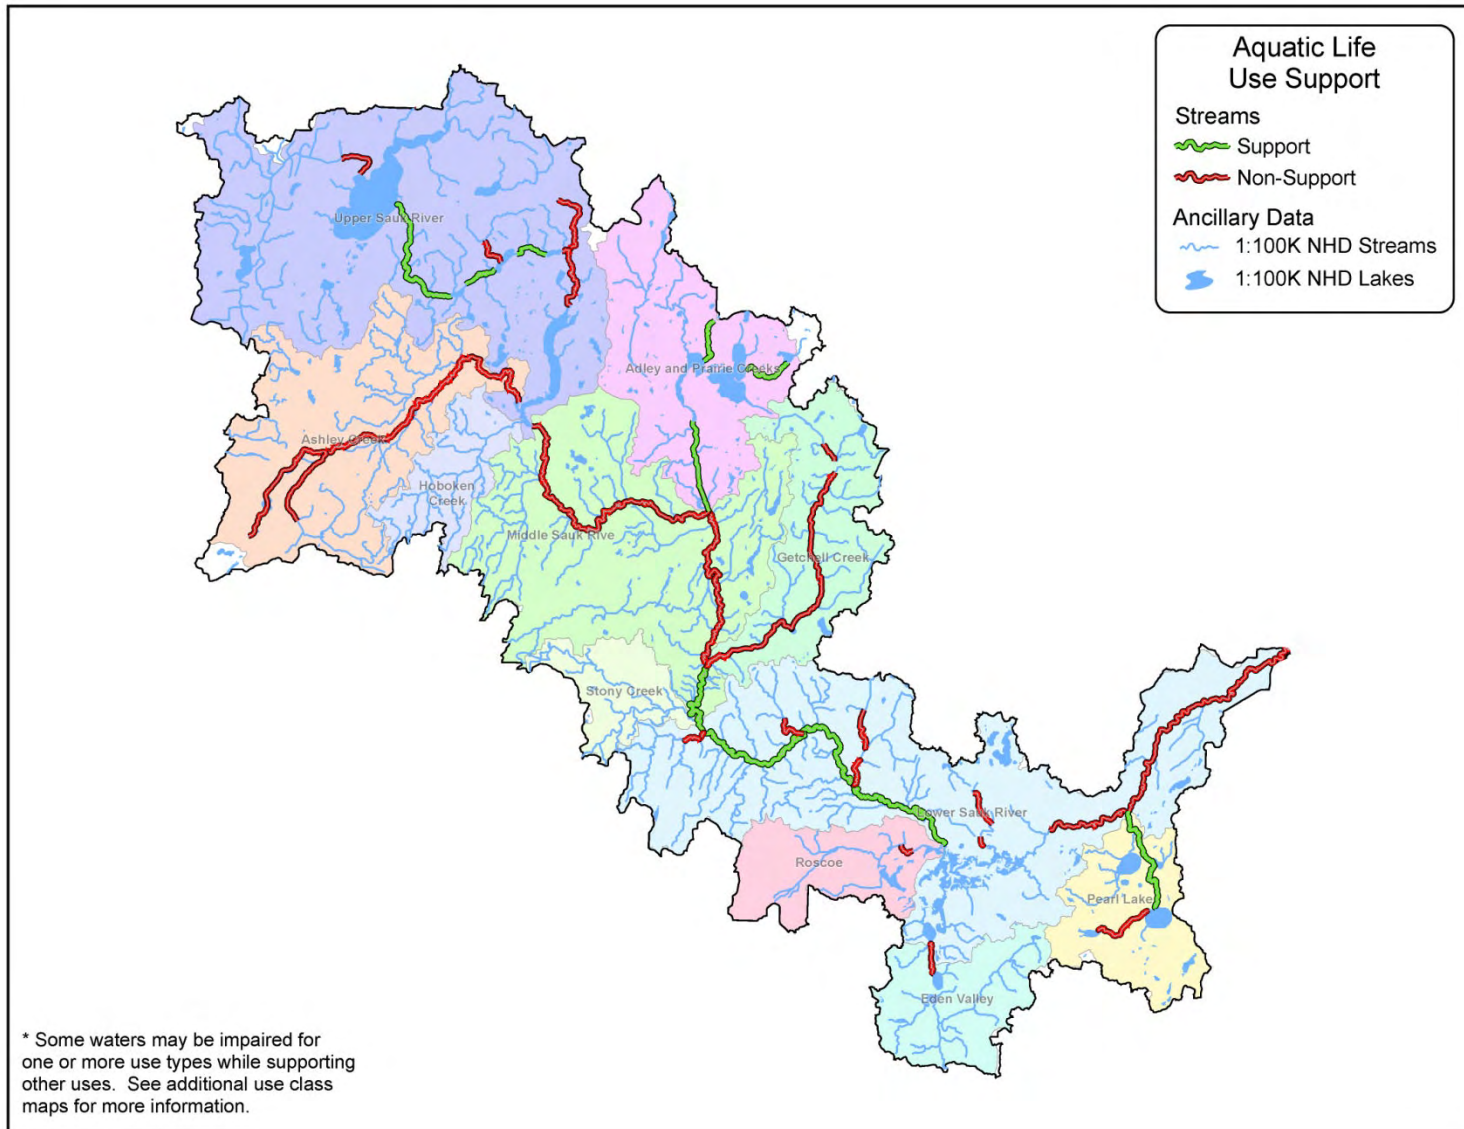 Aquatic Life
Use Support
Streams
Support
Non-Support
Ancillary Data
1:100K NHD Streams
1:100K NHD Lakes
Upper Sauk River
Adley and Prairie Creeks
Ashley Creek
Hoboken
Creek
Middle Sauk Rive
Getchell Creek
Stony Creek
Lower Sauk River
Roscoe
Pearl Lake
Eden Valley
* Some waters may be impaired for
one or more use types while supporting
other uses. See additional use class
maps for more information.